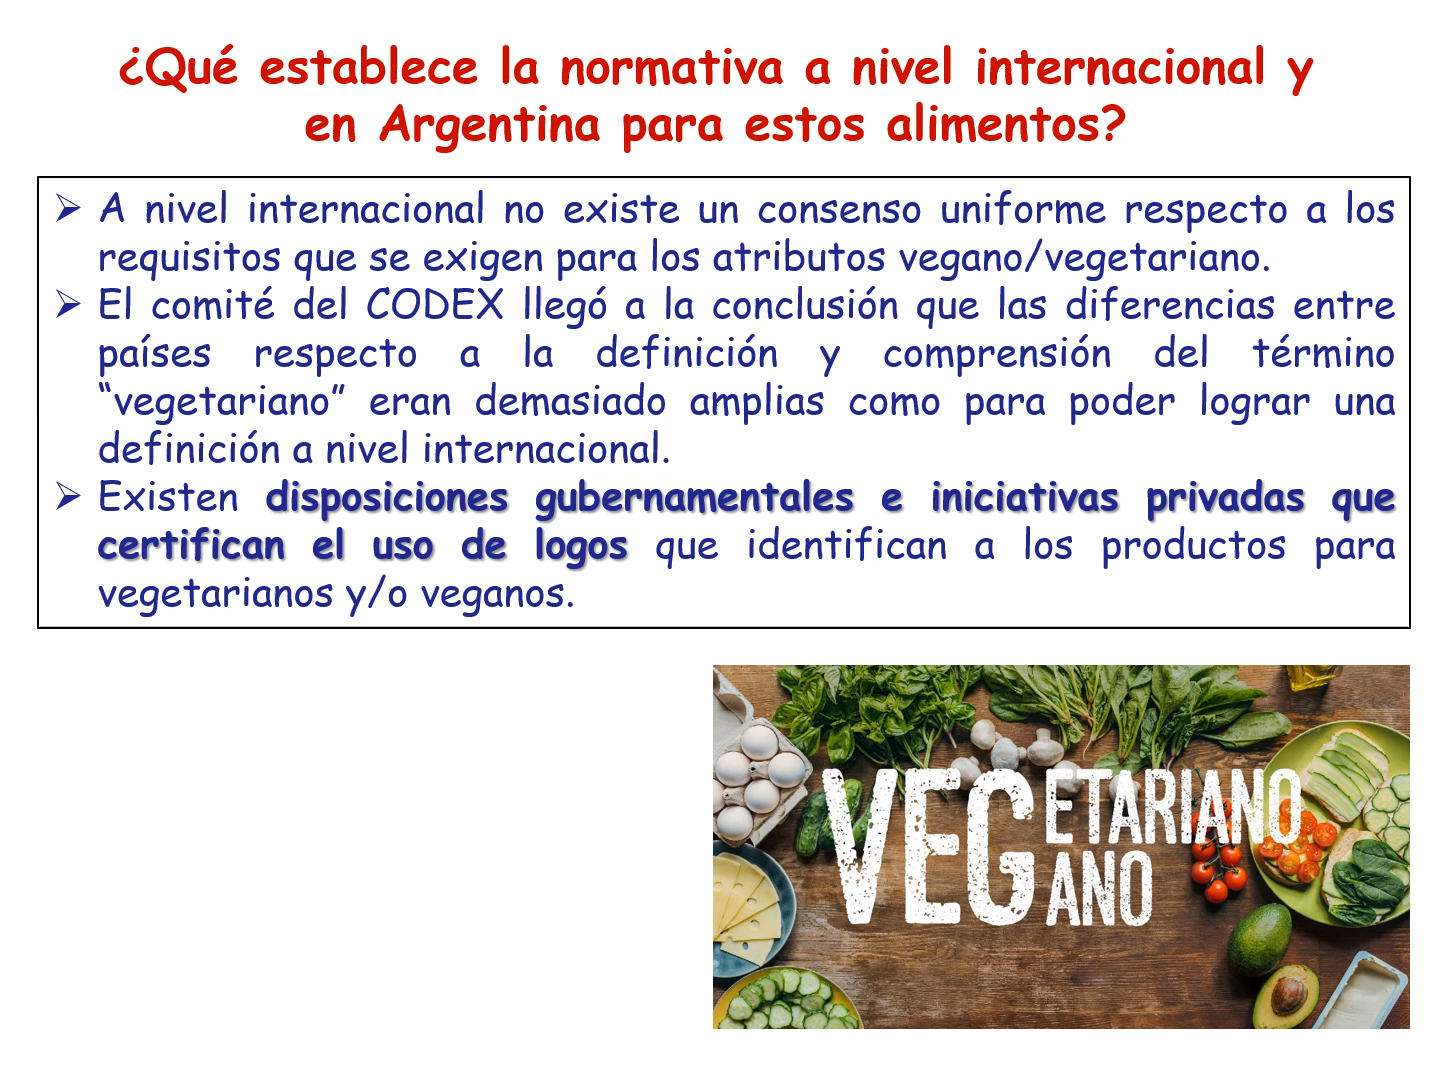 ¿Qué establece la normativa a nivel internacional y
en Argentina para estos alimentos?
➢ A nivel internacional no existe un consenso uniforme respecto a los
requisitos que se exigen para los atributos vegano/vegetariano.
➢ El comité del CODEX llegó a la conclusión que las diferencias entre
países respecto a la definición y comprensión del término
“vegetariano” eran demasiado amplias como para poder lograr una
definición a nivel internacional.
➢ Existen disposiciones gubernamentales e iniciativas privadas que
certifican el uso de logos que identifican a los productos para
vegetarianos y/o veganos.
VEGETARIANO
ANO